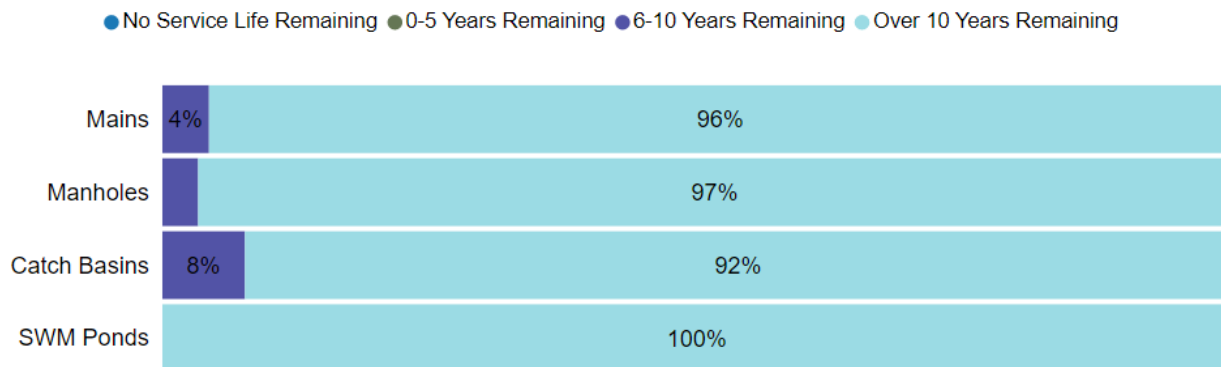 No Service Life Remaining 0-5 Years Remaining 6-10 Years Remaining Over 10 Years Remaining
Mains 4% 96%
Manholes 97%
Catch Basins 8% 92%
SWM Ponds 100%